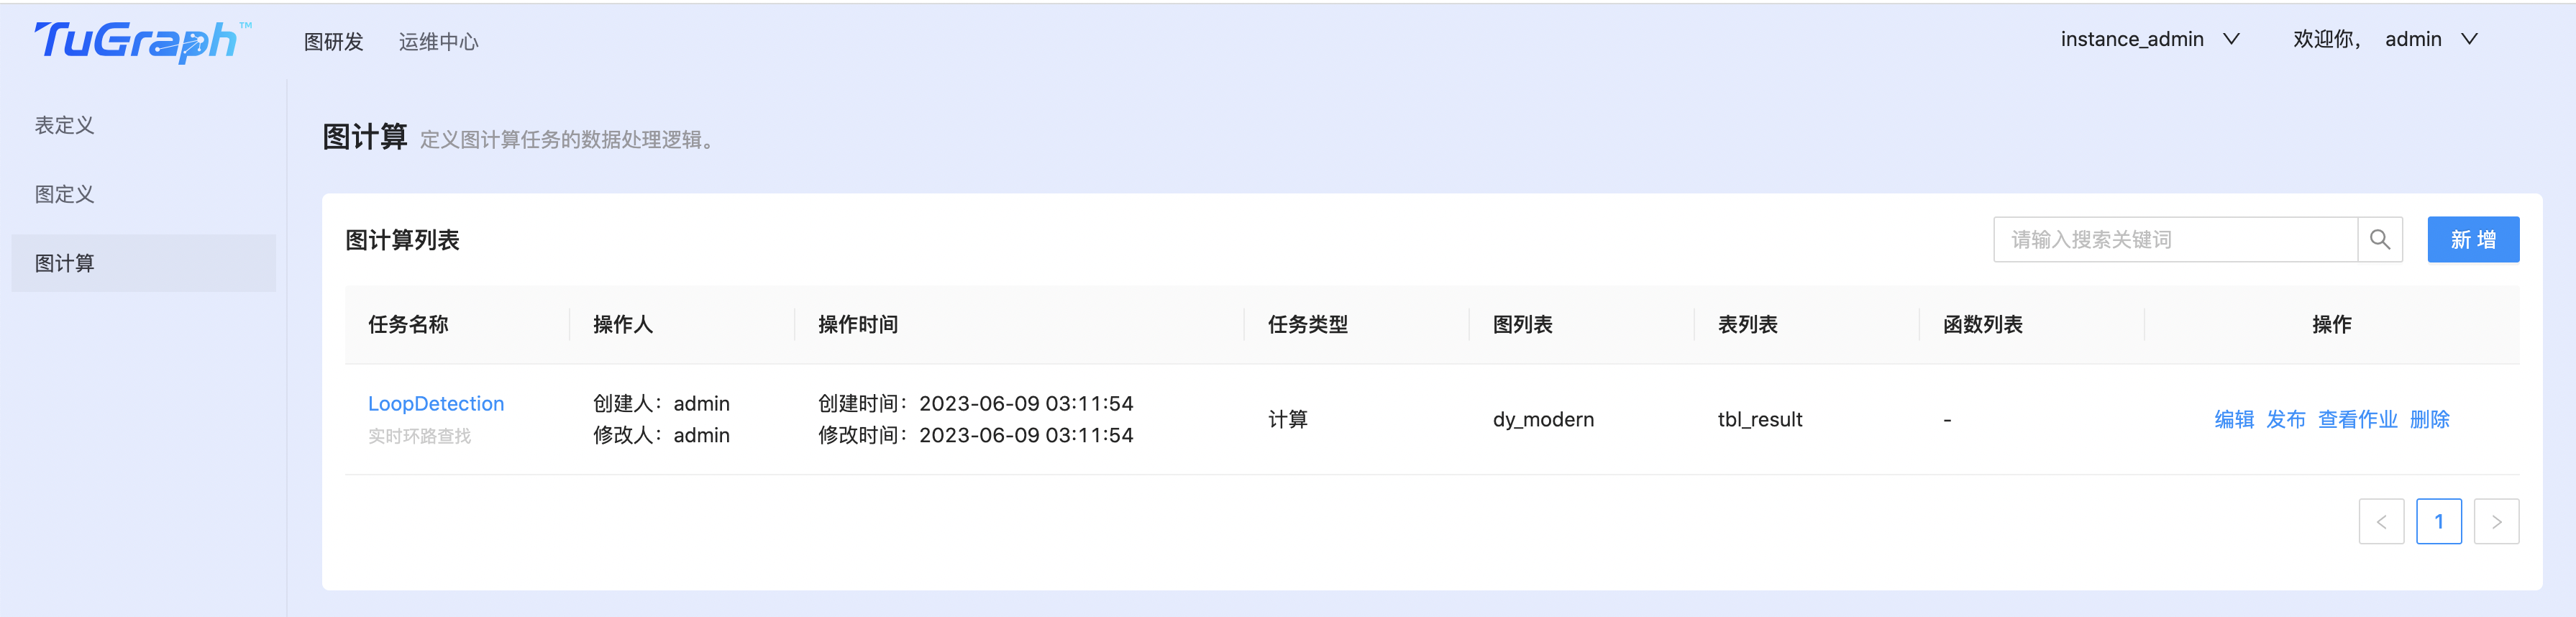 TuGraph™
图研发 运维中心 instance_admin 欢迎你， admin
表定义
图定义
图计算
图计算 定义图计算任务的数据处理逻辑。
图计算列表 请输入搜索关键词 新 增
任务名称 操作人 操作时间 任务类型 图列表 表列表 函数列表 操作
LoopDetection 创建人：admin 创建时间：2023-06-09 03:11:54
实时环路查找 修改人：admin 修改时间：2023-06-09 03:11:54
计算 dy_modern tbl_result - 编辑 发布 查看作业 删除
< 1 >